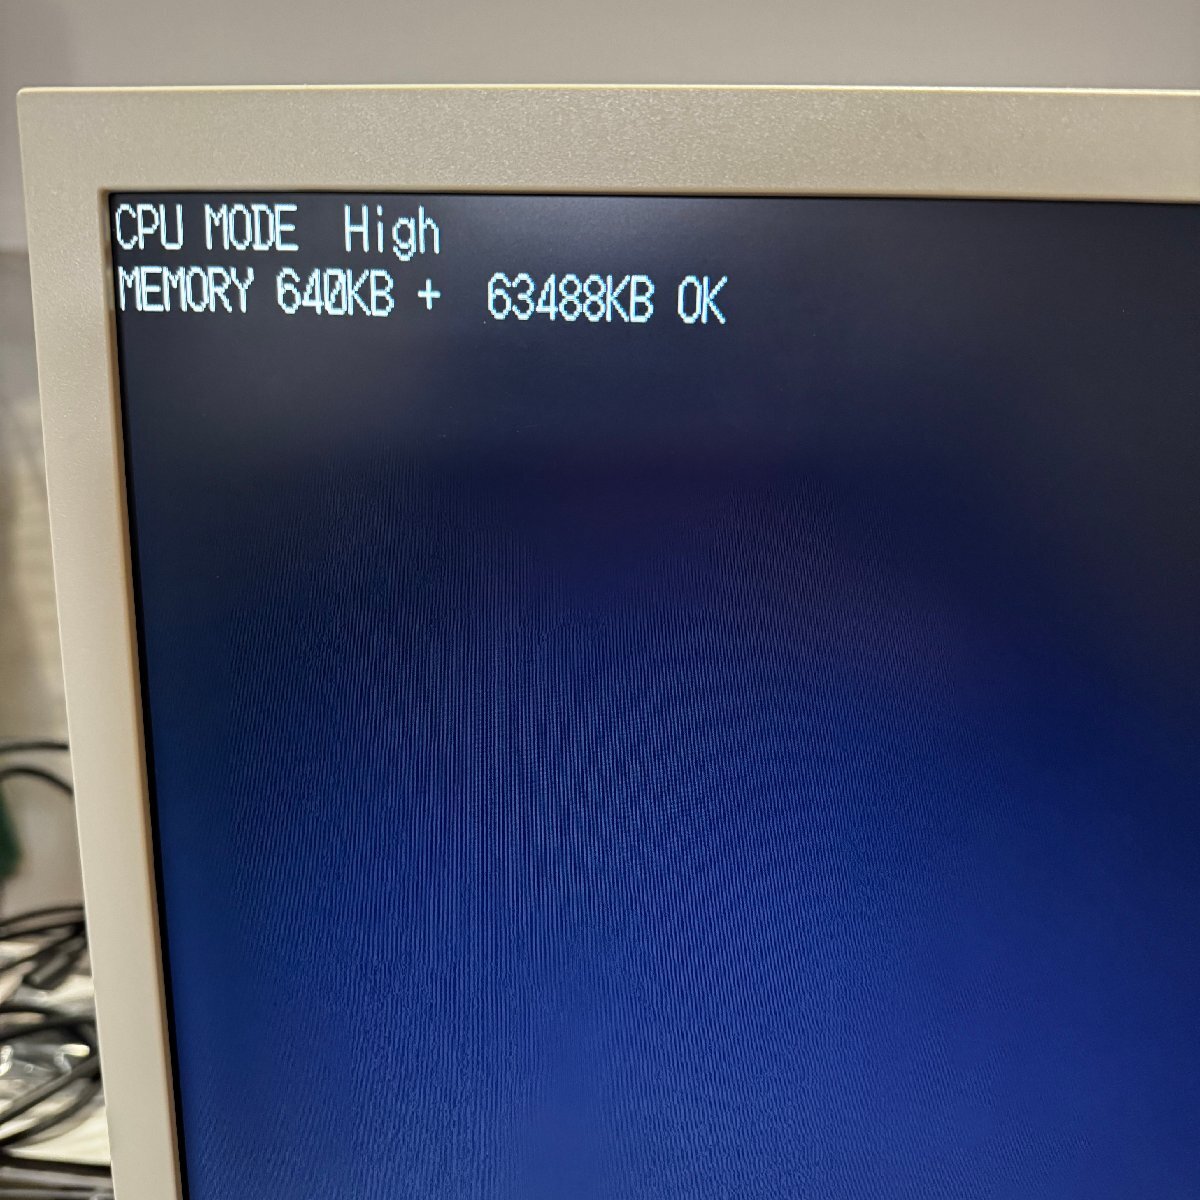 CPU MODE High
MEMORY 640KB + 63488KB OK